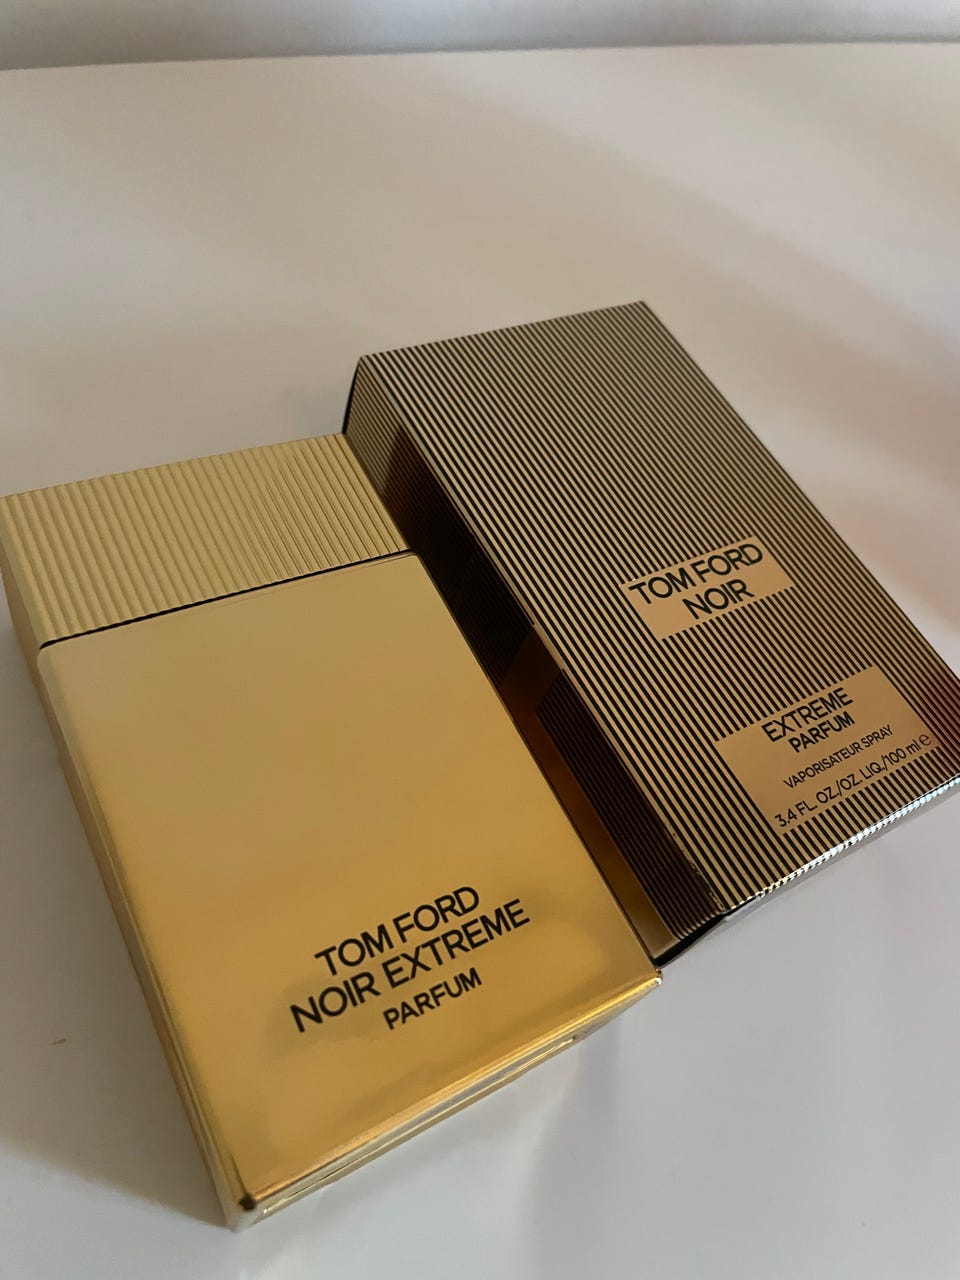 TOM FORD
NOIR EXTREME
PARFUM
TOM FORD
NOIR
EXTREME
PARFUM
VAPORISATEUR SPRAY
3.4 FL. OZ./OZ. LIQ./100 ml ℮